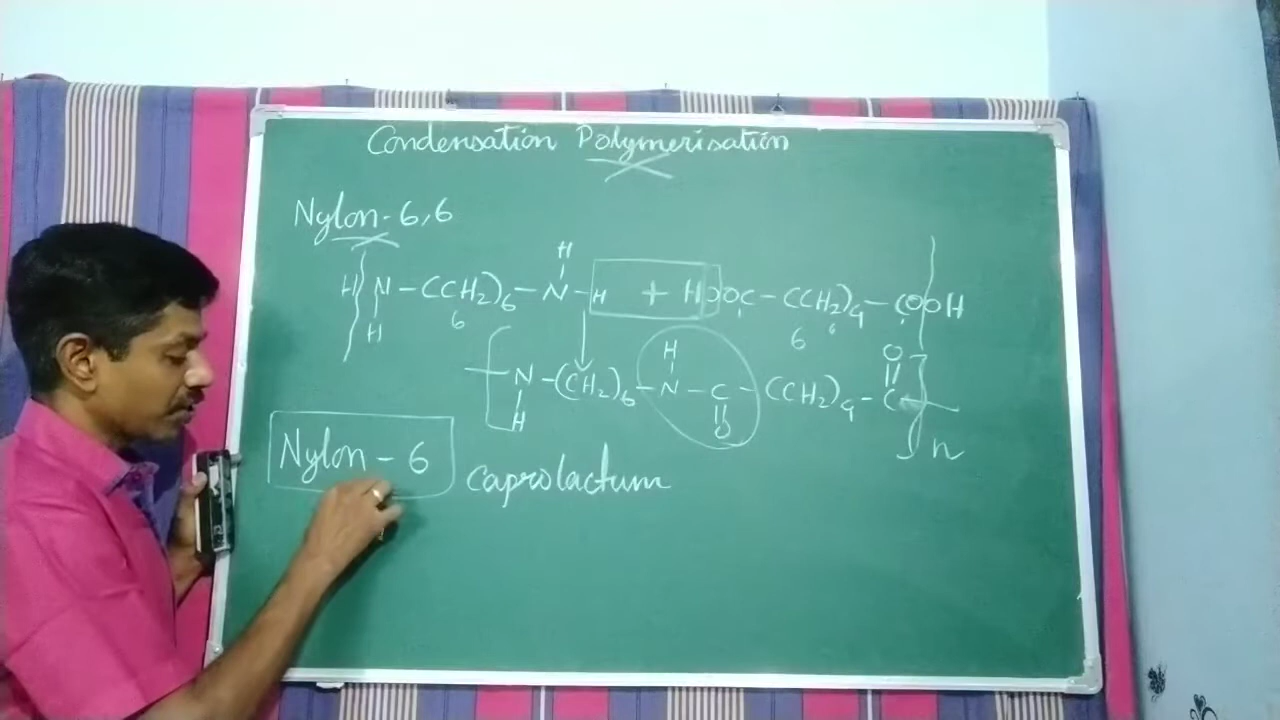 Condensation Polymerisation
Nylon-6,6
H
H N - (CH2)6 - N - H + HOOC - (CH2)4 - COOH
H 6 6 6
H O
N - (CH2)6 - N - C - (CH2)4 - C
H O n
Nylon - 6 caprolactum